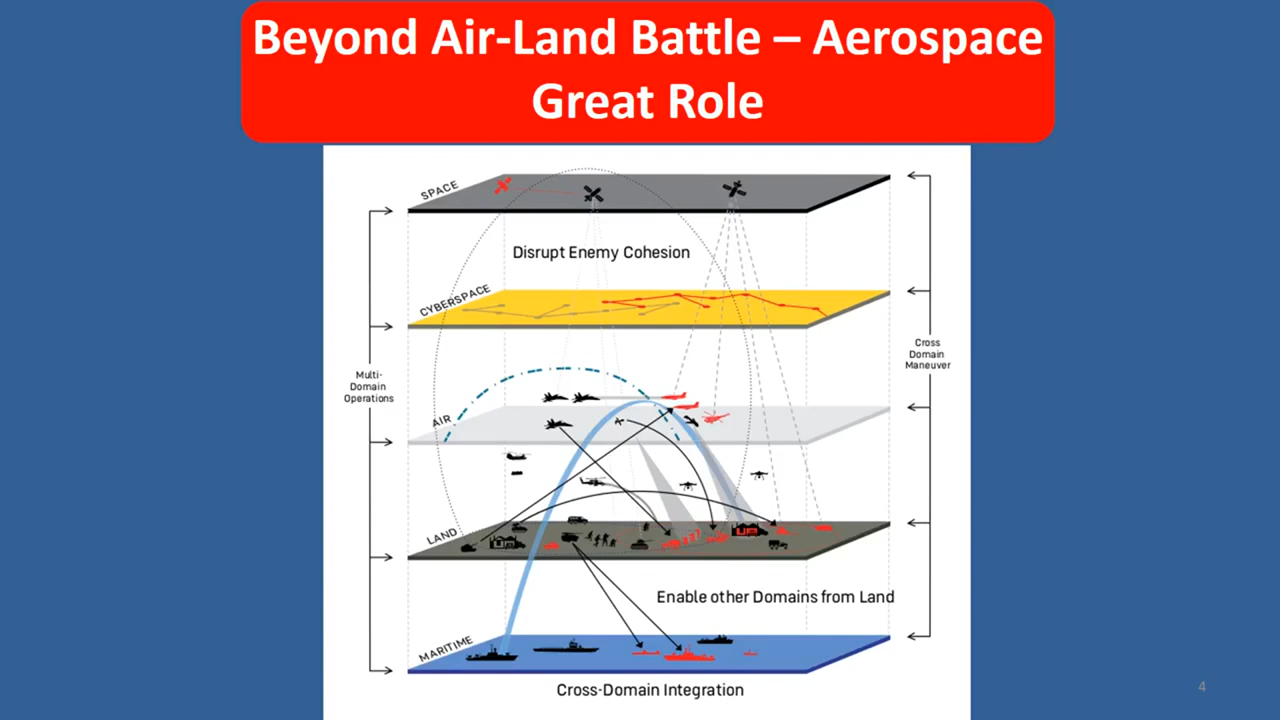 Beyond Air-Land Battle – Aerospace
Great Role
SPACE
Disrupt Enemy Cohesion
CYBERSPACE
Cross
Domain
Maneuver
Multi-
Domain
Operations
AIR
LAND
Enable other Domains from Land
MARITIME
Cross-Domain Integration
4